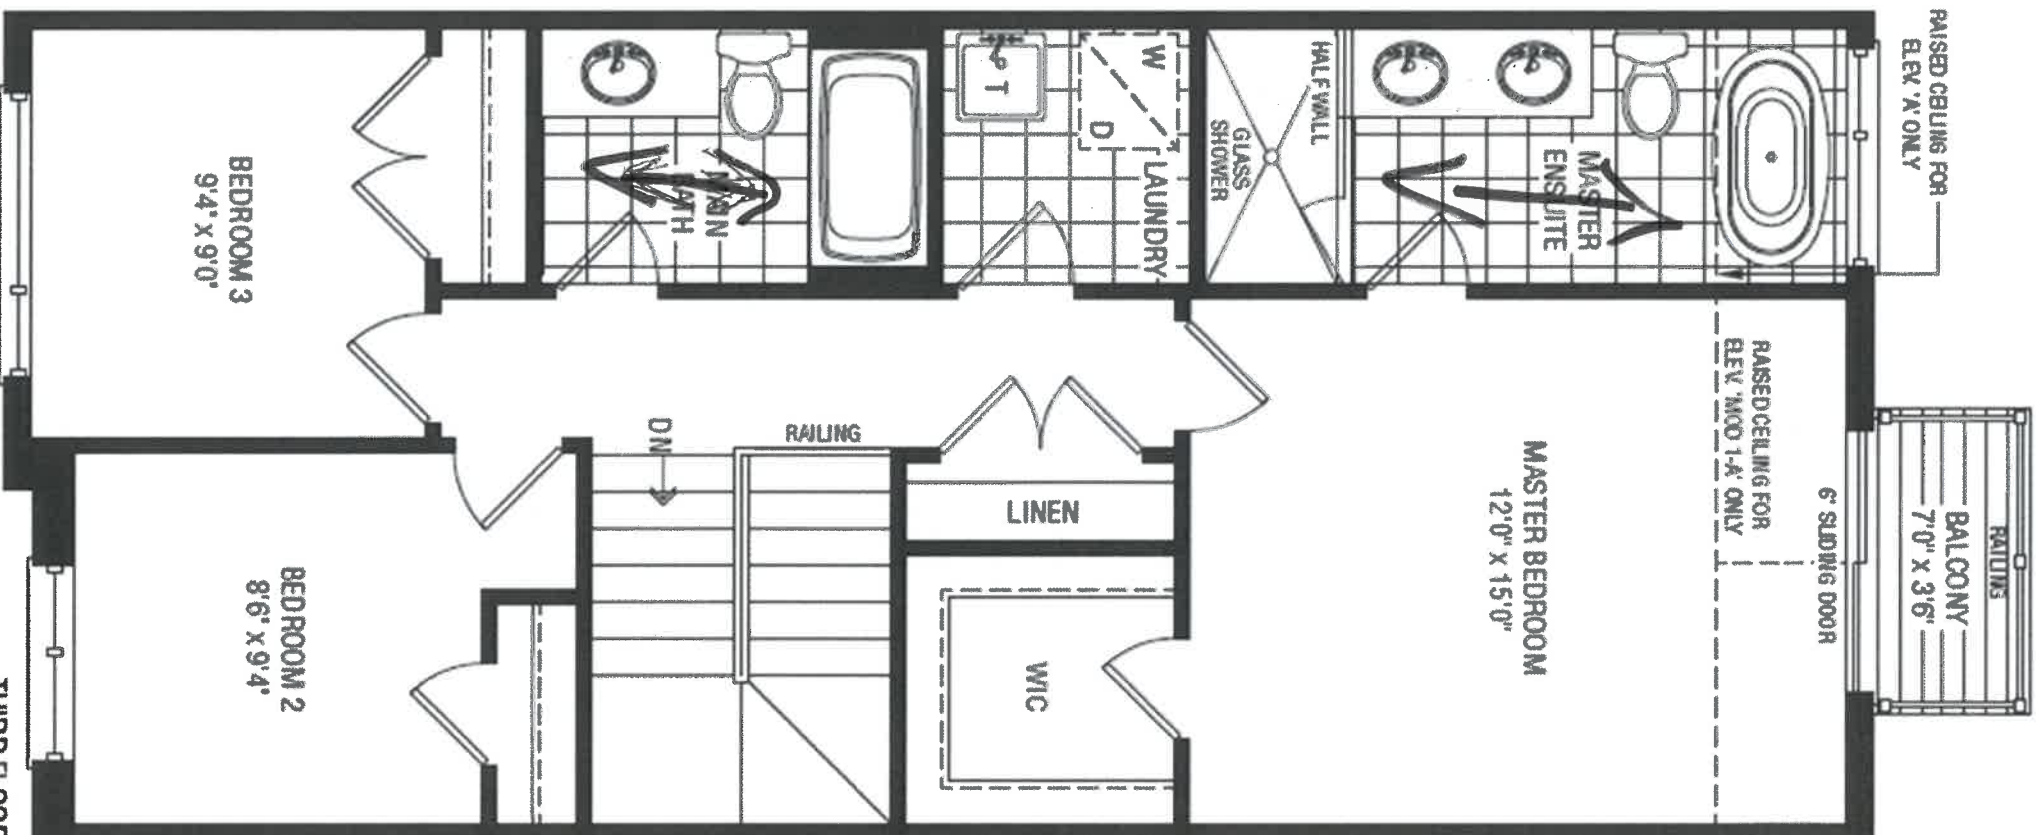 RAISED CEILING FOR
ELEV 'A' ONLY
RAILING
BALCONY
7'0" x 3'6"
6' SLIDING DOOR
RAISED CEILING FOR
ELEV. 'MOD 1-A' ONLY
MASTER
ENSUITE
MASTER BEDROOM
12'0" x 15'0"
HALF WALL
GLASS
SHOWER
W
D
LAUNDRY
T
LINEN
WIC
RAILING
DN
MAIN
BATH
BEDROOM 3
9'4" x 9'0"
BEDROOM 2
8'6" x 9'4"